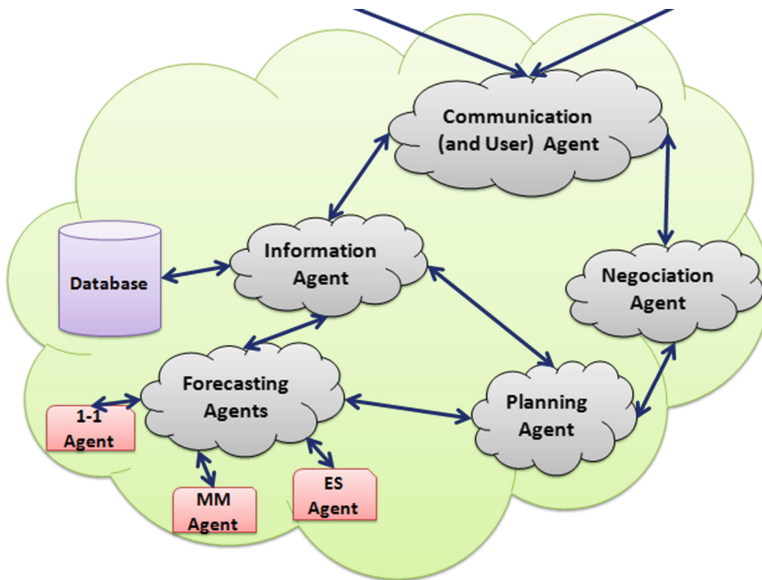 Communication
(and User) Agent
Information
Agent
Database
Negociation
Agent
Forecasting
Agents
Planning
Agent
1-1
Agent
MM
Agent
ES
Agent